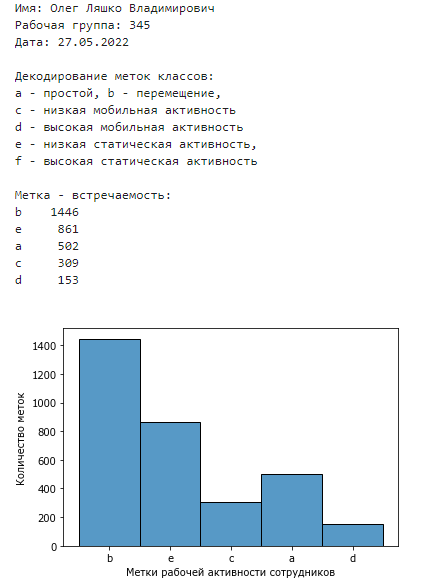 Имя: Олег Ляшко Владимирович
Рабочая группа: 345
Дата: 27.05.2022
Декодирование меток классов:
a - простой, b - перемещение,
c - низкая мобильная активность
d - высокая мобильная активность
e - низкая статическая активность,
f - высокая статическая активность
Метка - встречаемость:
b 1446
e 861
a 502
c 309
d 153
1400
1200
1000
800
600
400
200
0
Количество меток
b e c a d
Метки рабочей активности сотрудников